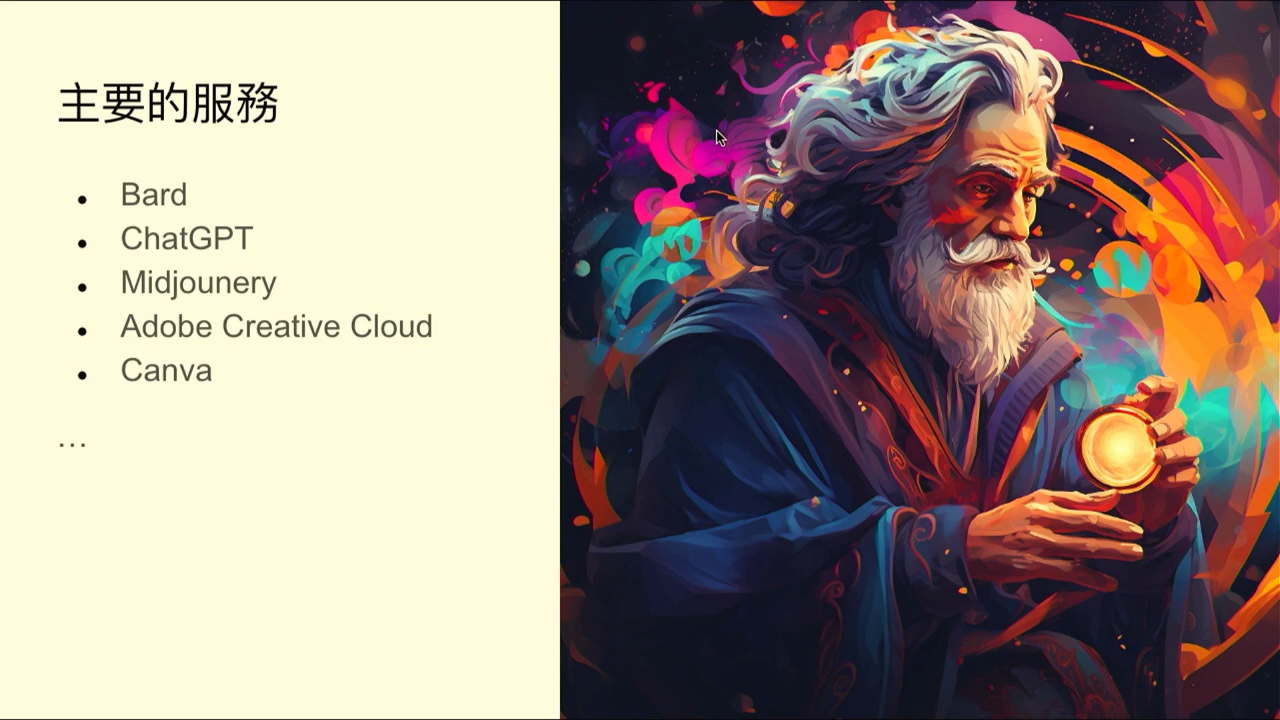 主要的服務
Bard
ChatGPT
Midjounery
Adobe Creative Cloud
Canva
…